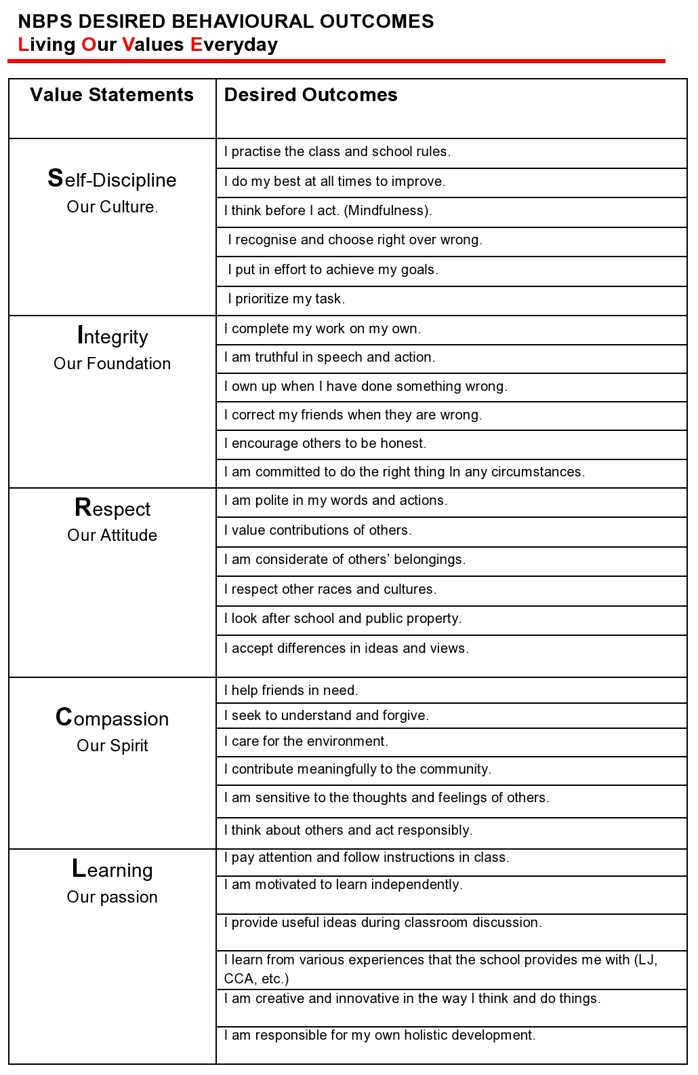 NBPS DESIRED BEHAVIOURAL OUTCOMES
Living Our Values Everyday
Value Statements
Desired Outcomes
Self-Discipline
Our Culture.
I practise the class and school rules.
I do my best at all times to improve.
I think before I act. (Mindfulness).
I recognise and choose right over wrong.
I put in effort to achieve my goals.
I prioritize my task.
Integrity
Our Foundation
I complete my work on my own.
I am truthful in speech and action.
I own up when I have done something wrong.
I correct my friends when they are wrong.
I encourage others to be honest.
I am committed to do the right thing In any circumstances.
Respect
Our Attitude
I am polite in my words and actions.
I value contributions of others.
I am considerate of others’ belongings.
I respect other races and cultures.
I look after school and public property.
I accept differences in ideas and views.
Compassion
Our Spirit
I help friends in need.
I seek to understand and forgive.
I care for the environment.
I contribute meaningfully to the community.
I am sensitive to the thoughts and feelings of others.
I think about others and act responsibly.
Learning
Our passion
I pay attention and follow instructions in class.
I am motivated to learn independently.
I provide useful ideas during classroom discussion.
I learn from various experiences that the school provides me with (LJ,
CCA, etc.)
I am creative and innovative in the way I think and do things.
I am responsible for my own holistic development.